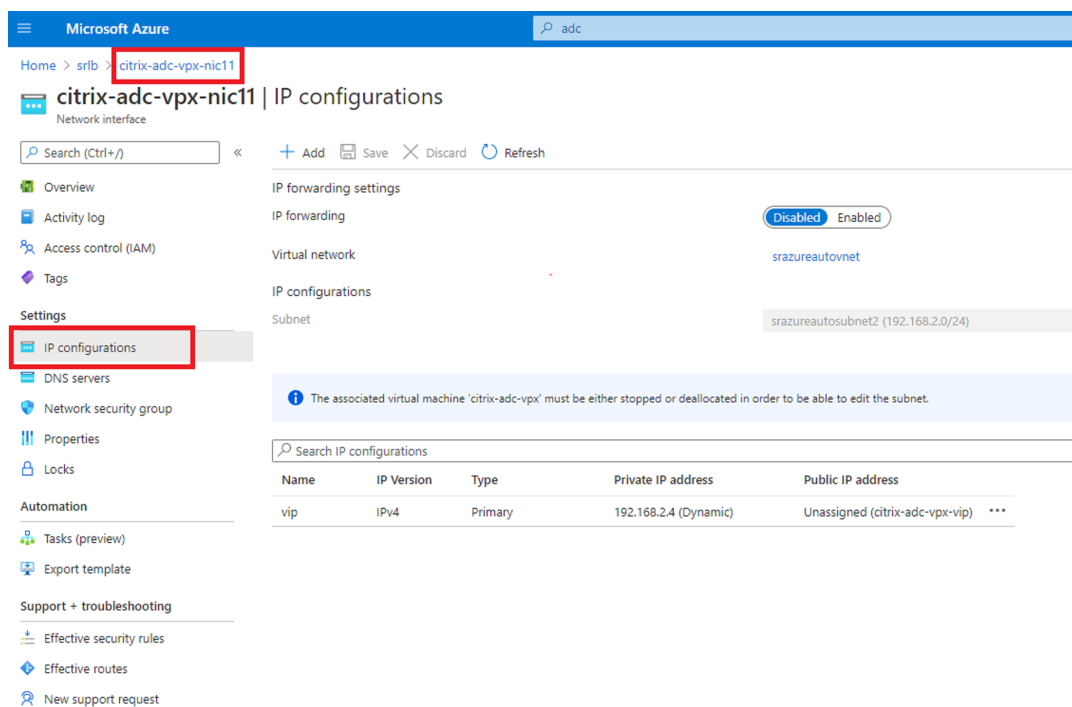 Microsoft Azure
adc
Home > srlb > citrix-adc-vpx-nic11
citrix-adc-vpx-nic11 | IP configurations
Network interface
Search (Ctrl+/)
«
Add Save Discard Refresh
Overview
Activity log
Access control (IAM)
Tags
Settings
IP configurations
DNS servers
Network security group
Properties
Locks
Automation
Tasks (preview)
Export template
Support + troubleshooting
Effective security rules
Effective routes
New support request
IP forwarding settings
IP forwarding Disabled Enabled
Virtual network srazureautovnet
IP configurations
Subnet srazureautosubnet2 (192.168.2.0/24)
The associated virtual machine 'citrix-adc-vpx' must be either stopped or deallocated in order to be able to edit the subnet.
Search IP configurations
Name IP Version Type Private IP address Public IP address
vip IPv4 Primary 192.168.2.4 (Dynamic) Unassigned (citrix-adc-vpx-vip) •••